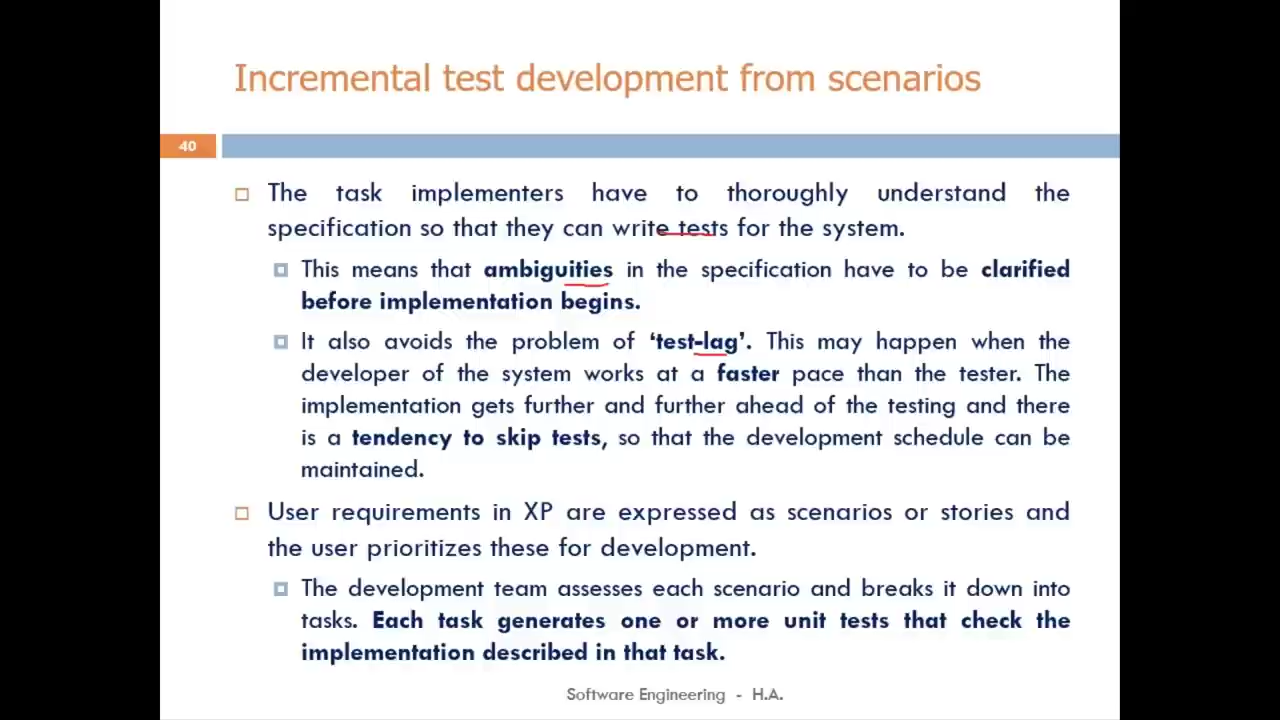 Incremental test development from scenarios
40
The task implementers have to thoroughly understand the
specification so that they can write tests for the system.
This means that ambiguities in the specification have to be clarified
before implementation begins.
It also avoids the problem of ‘test-lag’. This may happen when the
developer of the system works at a faster pace than the tester. The
implementation gets further and further ahead of the testing and there
is a tendency to skip tests, so that the development schedule can be
maintained.
User requirements in XP are expressed as scenarios or stories and
the user prioritizes these for development.
The development team assesses each scenario and breaks it down into
tasks. Each task generates one or more unit tests that check the
implementation described in that task.
Software Engineering - H.A.